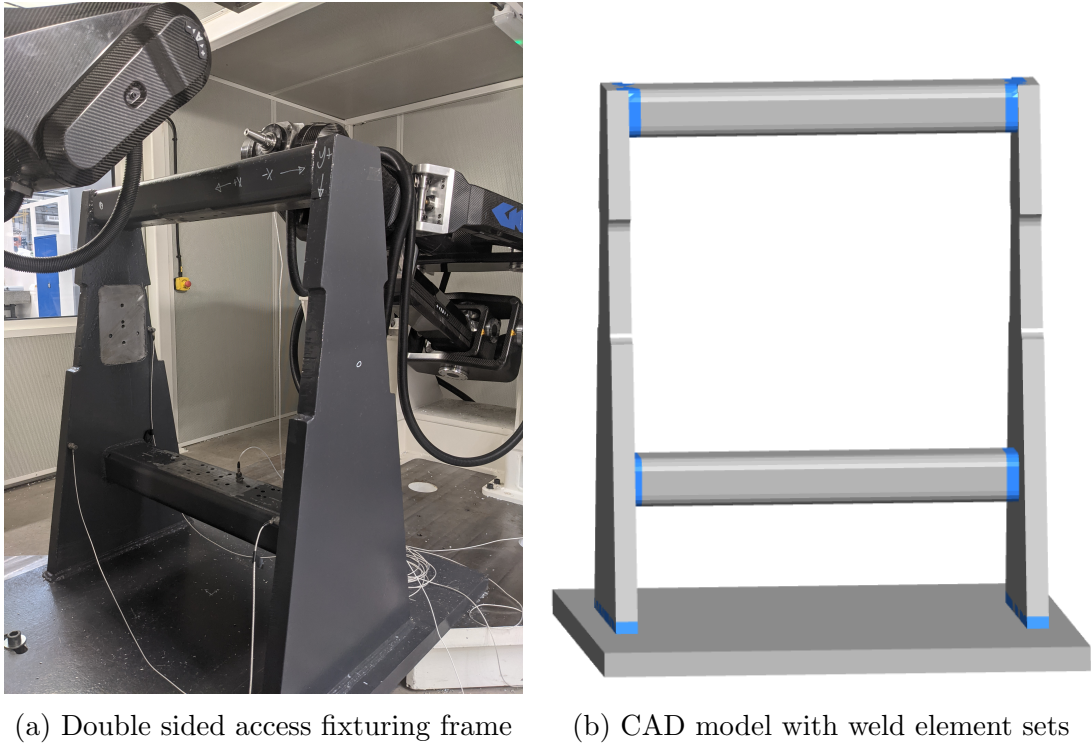 -X
y+
(a) Double sided access fixturing frame
(b) CAD model with weld element sets